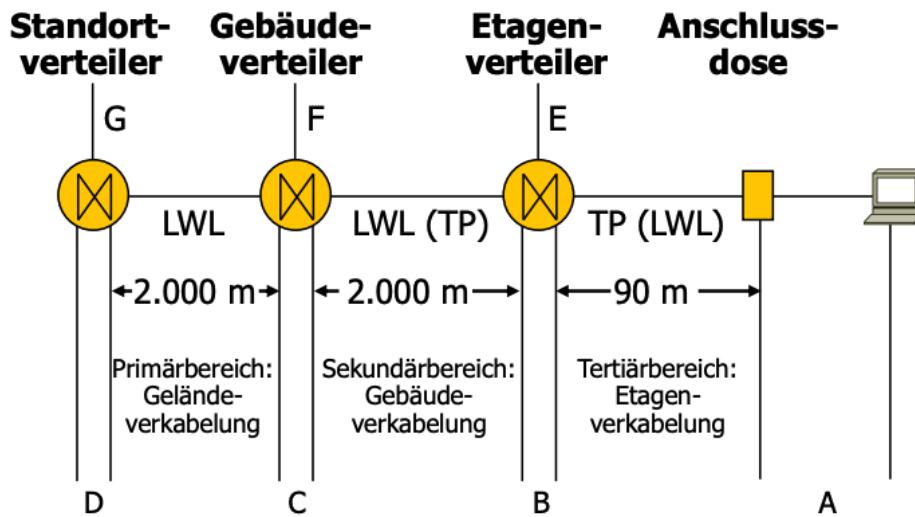 Standort-
verteiler
Gebäude-
verteiler
Etagen-
verteiler
Anschluss-
dose
G
F
E
LWL
LWL (TP)
TP (LWL)
2.000 m
2.000 m
90 m
Primärbereich:
Gelände-
verkabelung
Sekundärbereich:
Gebäude-
verkabelung
Tertiärbereich:
Etagen-
verkabelung
D
C
B
A